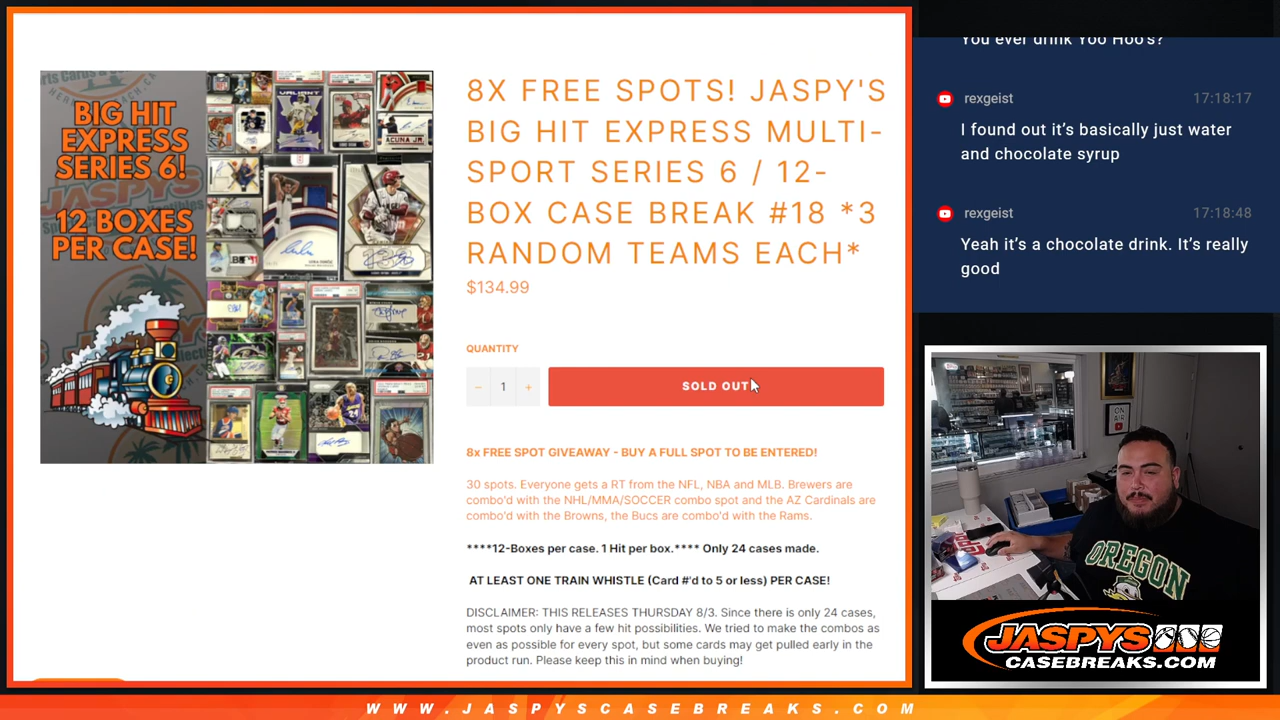 BIG HIT
EXPRESS
SERIES 6!
12 BOXES
PER CASE!
VALIANT
ACUNA JR.
8X FREE SPOTS! JASPY'S
BIG HIT EXPRESS MULTI-
SPORT SERIES 6 / 12-
BOX CASE BREAK #18 *3
RANDOM TEAMS EACH*
$134.99
QUANTITY
− 1 +
SOLD OUT
8x FREE SPOT GIVEAWAY - BUY A FULL SPOT TO BE ENTERED!
30 spots. Everyone gets a RT from the NFL, NBA and MLB. Brewers are
combo'd with the NHL/MMA/SOCCER combo spot and the AZ Cardinals are
combo'd with the Browns, the Bucs are combo'd with the Rams.
****12-Boxes per case. 1 Hit per box.**** Only 24 cases made.
AT LEAST ONE TRAIN WHISTLE (Card #'d to 5 or less) PER CASE!
DISCLAIMER: THIS RELEASES THURSDAY 8/3. Since there is only 24 cases,
most spots only have a few hit possibilities. We tried to make the combos as
even as possible for every spot, but some cards may get pulled early in the
product run. Please keep this in mind when buying!
You ever drink Yoo Hoo's?
rexgeist 17:18:17
I found out it's basically just water
and chocolate syrup
rexgeist 17:18:48
Yeah it's a chocolate drink. It's really
good
ON
AIR
OREGON
JASPYS
CASEBREAKS.COM
WWW.JASPYSCASEBREAKS.COM